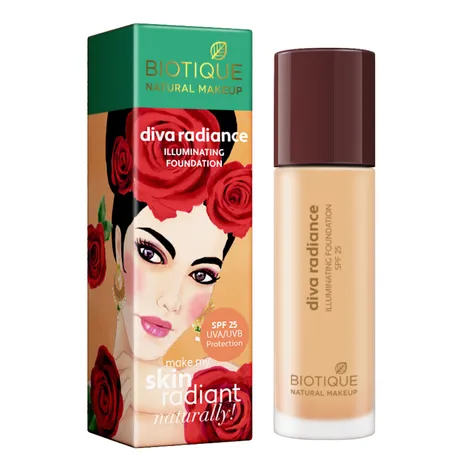 BIOTIQUE
NATURAL MAKEUP
diva radiance
ILLUMINATING
FOUNDATION
SPF 25
UVA/UVB
Protection
make my
skin
radiant
naturally!
diva radiance
ILLUMINATING FOUNDATION
SPF 25
BIOTIQUE
NATURAL MAKEUP